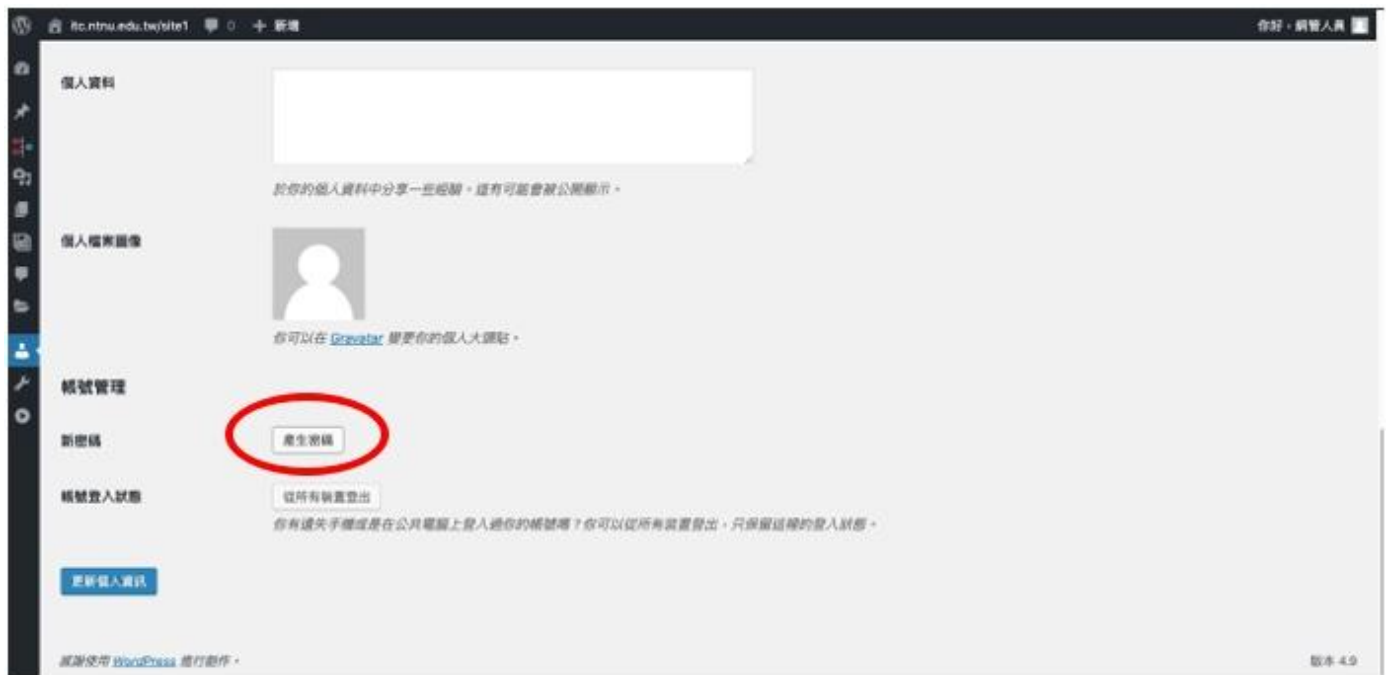 itc.ntnu.edu.tw/site1 0 + 新增
你好，網管人員
個人資料
於你的個人資料中分享一些經驗。這有可能會被公開顯示。
個人檔案圖像
你可以在 Gravatar 變更你的個人大頭貼。
帳號管理
新密碼
產生密碼
帳號登入狀態
從所有裝置登出
你有遺失手機或是在公共電腦上登入過你的帳號嗎？你可以從所有裝置登出，只保留這裡的登入狀態。
更新個人資訊
感謝使用 WordPress 進行創作。
版本 4.9